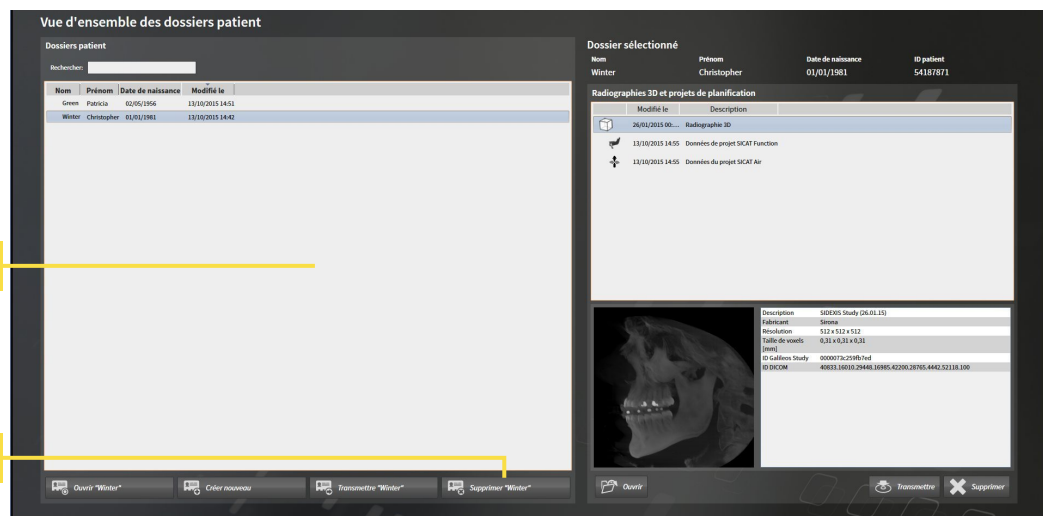 Vue d'ensemble des dossiers patient
Dossiers patient
Rechercher:
Nom Prénom Date de naissance Modifié le
Green Patricia 02/05/1956 13/10/2015 14:51
Winter Christopher 01/01/1981 13/10/2015 14:42
Ouvrir "Winter" Créer nouveau Transmettre "Winter" Supprimer "Winter"
Dossier sélectionné
Nom Prénom Date de naissance ID patient
Winter Christopher 01/01/1981 54187871
Radiographies 3D et projets de planification
Modifié le Description
26/01/2015 00:... Radiographie 3D
13/10/2015 14:55 Données de projet SICAT Function
13/10/2015 14:55 Données du projet SICAT Air
Description SIDEXIS Study (26.01.15)
Fabricant Sirona
Résolution 512 x 512 x 512
Taille de voxels 0,31 x 0,31 x 0,31
[mm]
ID Galileos Study 0000073c259fb7ed
ID DICOM 40833.16010.29448.16985.42200.28765.4442.52118.100
Ouvrir Transmettre Supprimer